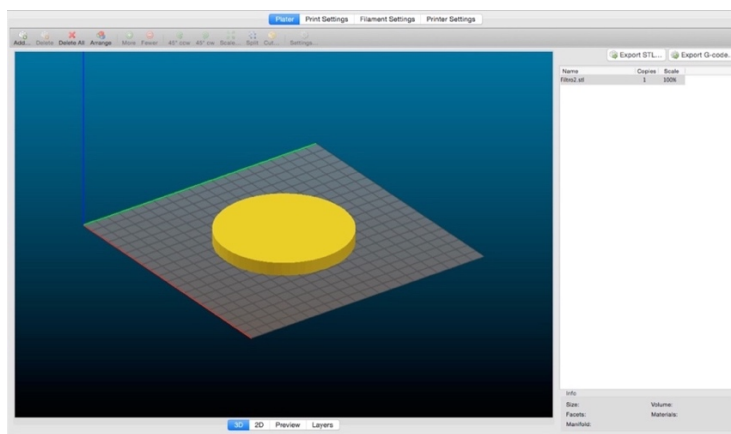 Plater Print Settings Filament Settings Printer Settings
Add... Delete Delete All Arrange More Fewer 45° ccw 45° cw Scale... Split Cut... Settings...
Export STL... Export G-code...
Name Copies Scale
Filtro2.stl 1 100%
Info
Size: Volume:
Facets: Materials:
Manifold:
3D 2D Preview Layers